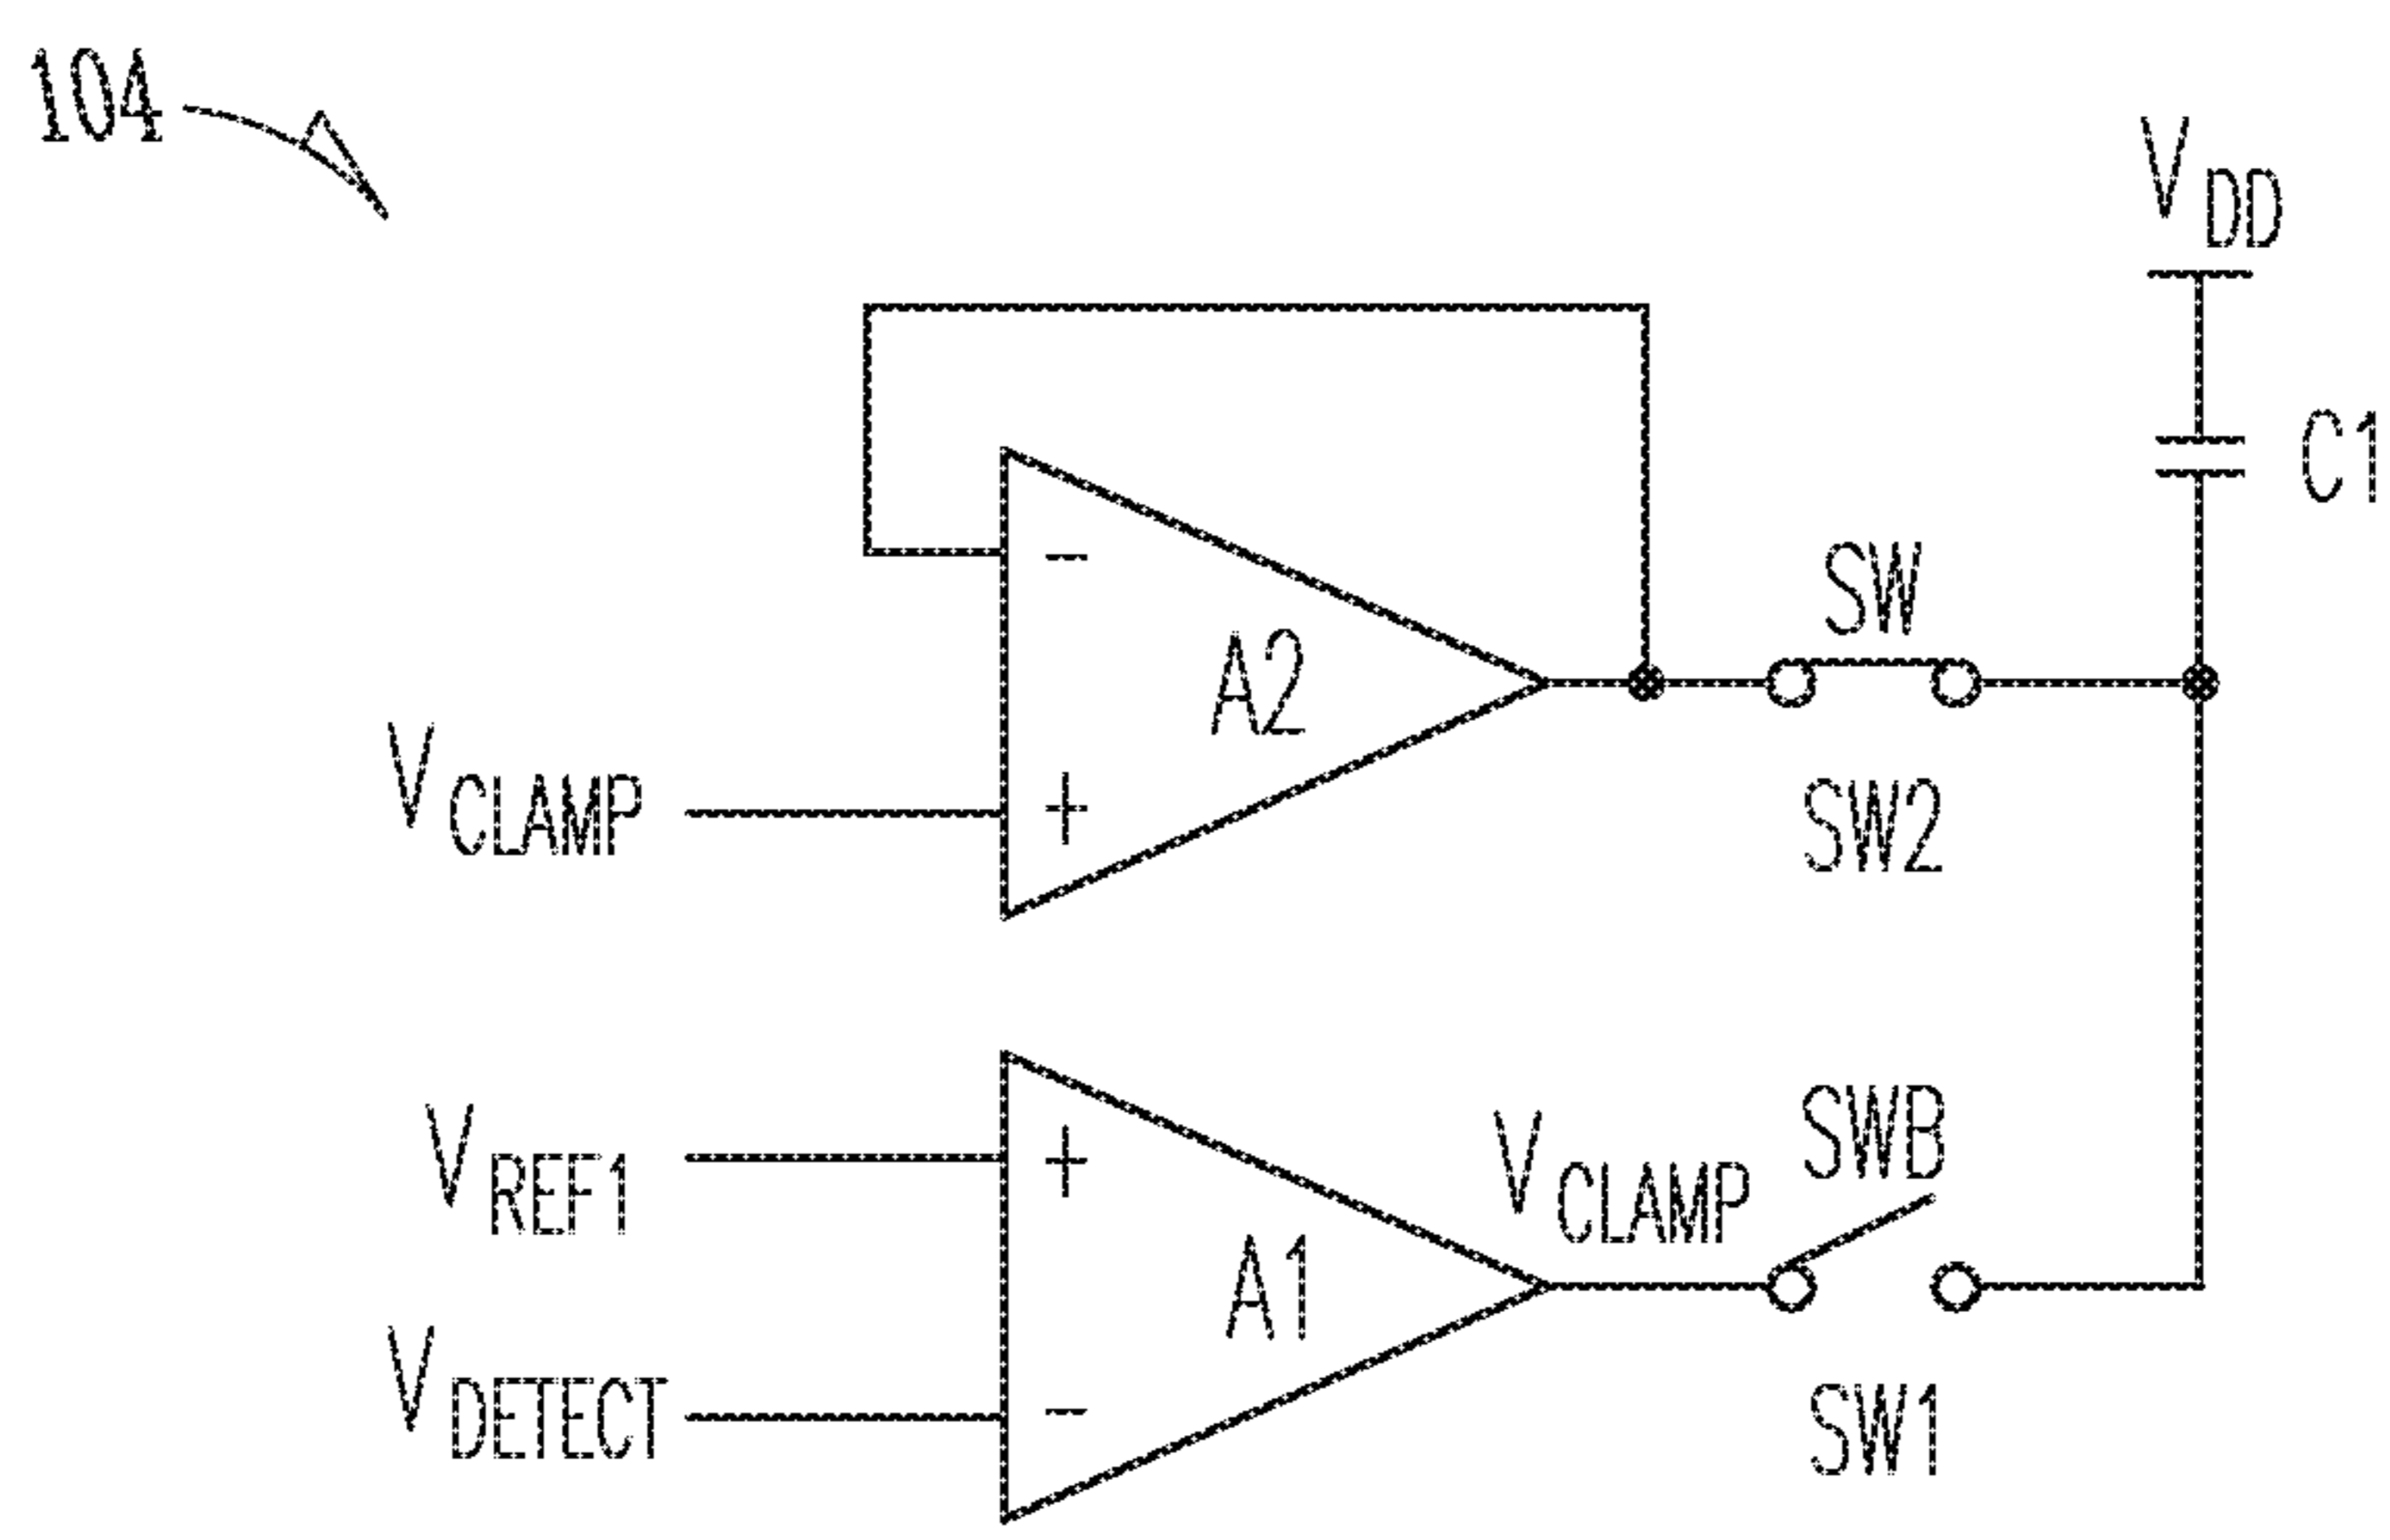 104
VDD
C1
SW
A2
SW2
VCLAMP
-
+
VREF1
+
VCLAMP
SWB
A1
VDETECT
-
SW1